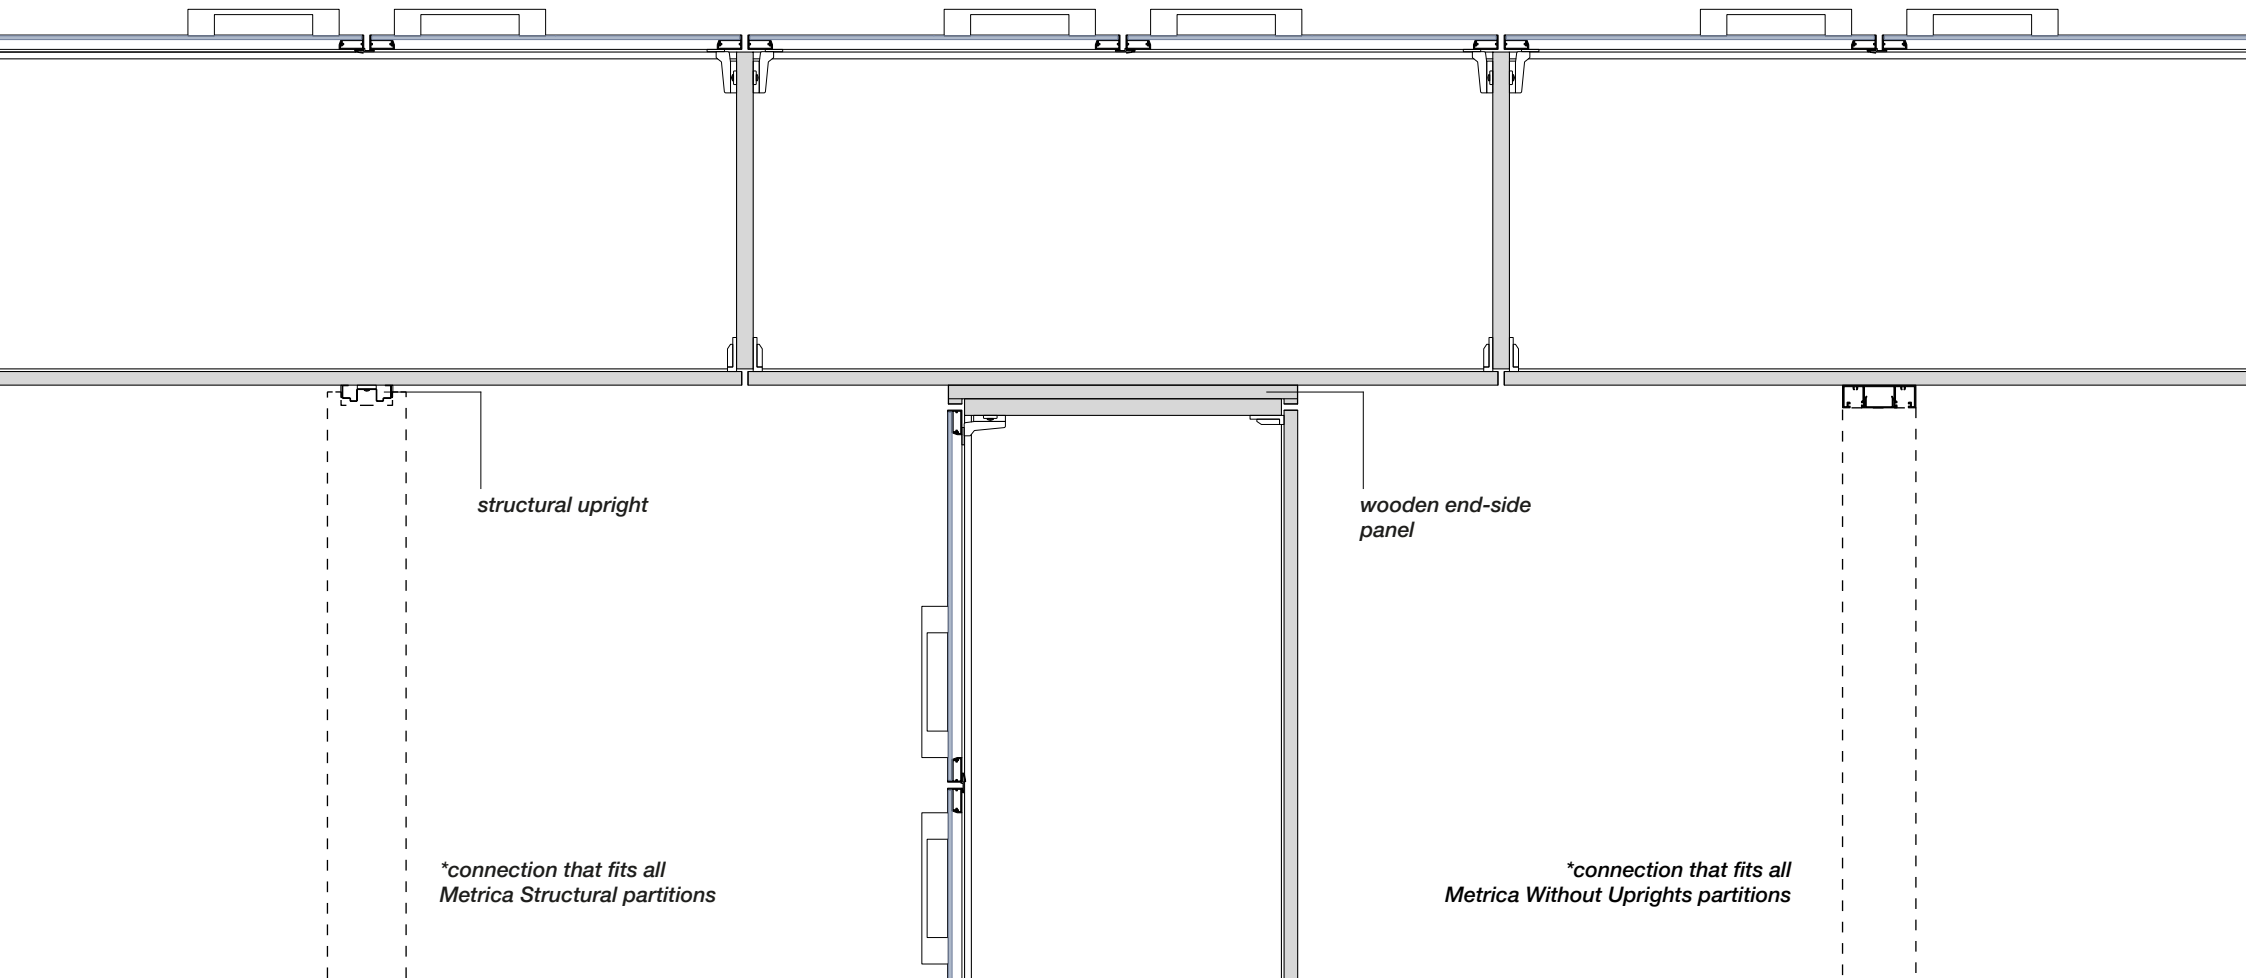 structural upright
wooden end-side
panel
*connection that fits all
Metrica Structural partitions
*connection that fits all
Metrica Without Uprights partitions